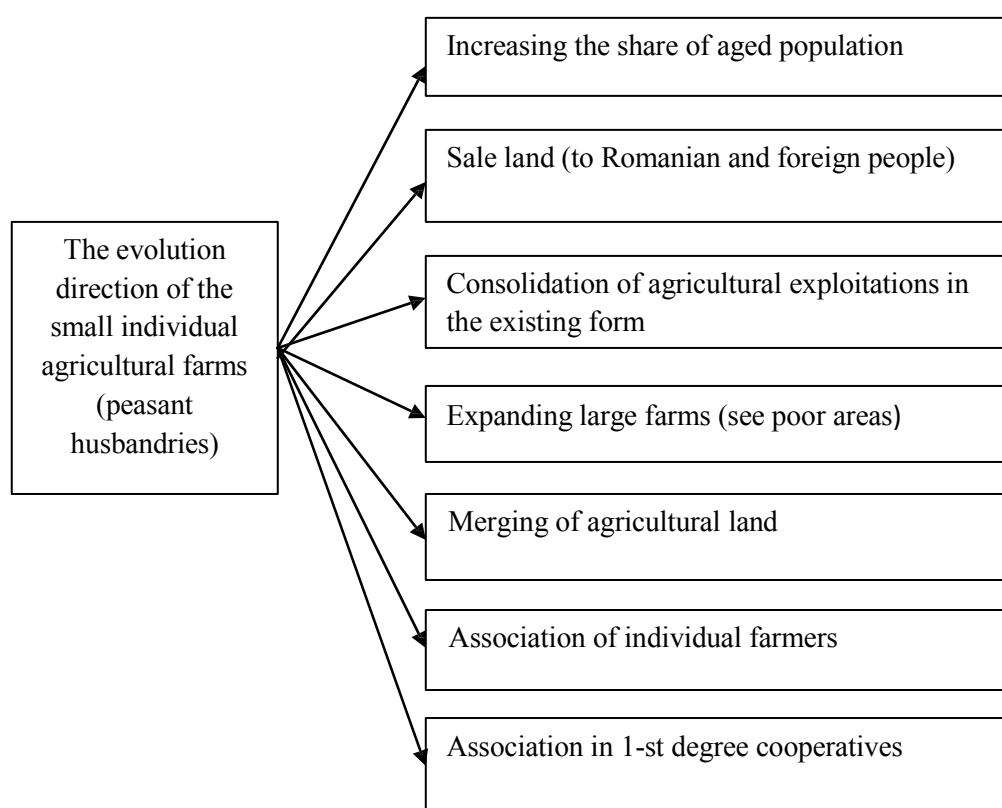 The evolution
direction of the
small individual
agricultural farms
(peasant
husbandries)
Increasing the share of aged population
Sale land (to Romanian and foreign people)
Consolidation of agricultural exploitations in
the existing form
Expanding large farms (see poor areas)
Merging of agricultural land
Association of individual farmers
Association in 1-st degree cooperatives